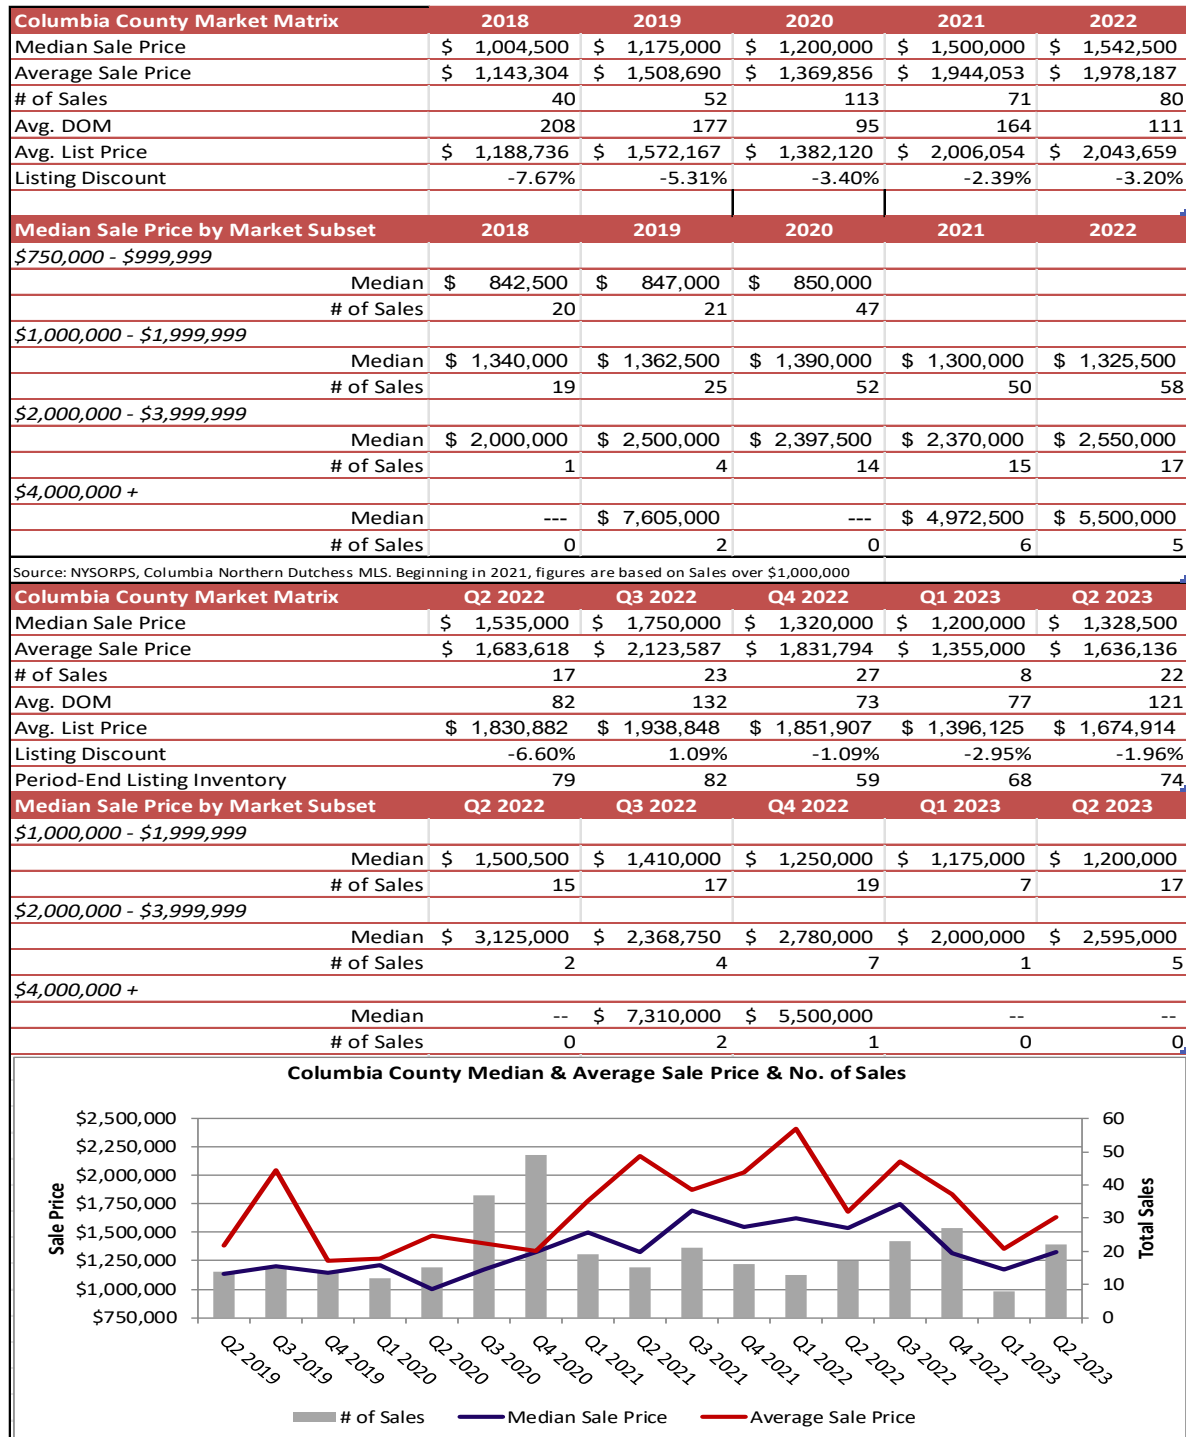 Columbia County Market Matrix 2018 2019 2020 2021 2022
Median Sale Price $ 1,004,500 $ 1,175,000 $ 1,200,000 $ 1,500,000 $ 1,542,500
Average Sale Price $ 1,143,304 $ 1,508,690 $ 1,369,856 $ 1,944,053 $ 1,978,187
# of Sales 40 52 113 71 80
Avg. DOM 208 177 95 164 111
Avg. List Price $ 1,188,736 $ 1,572,167 $ 1,382,120 $ 2,006,054 $ 2,043,659
Listing Discount -7.67% -5.31% -3.40% -2.39% -3.20%
Median Sale Price by Market Subset 2018 2019 2020 2021 2022
$750,000 - $999,999
Median $ 842,500 $ 847,000 $ 850,000
# of Sales 20 21 47
$1,000,000 - $1,999,999
Median $ 1,340,000 $ 1,362,500 $ 1,390,000 $ 1,300,000 $ 1,325,500
# of Sales 19 25 52 50 58
$2,000,000 - $3,999,999
Median $ 2,000,000 $ 2,500,000 $ 2,397,500 $ 2,370,000 $ 2,550,000
# of Sales 1 4 14 15 17
$4,000,000 +
Median --- $ 7,605,000 --- $ 4,972,500 $ 5,500,000
# of Sales 0 2 0 6 5
Source: NYSORPS, Columbia Northern Dutchess MLS. Beginning in 2021, figures are based on Sales over $1,000,000
Columbia County Market Matrix Q2 2022 Q3 2022 Q4 2022 Q1 2023 Q2 2023
Median Sale Price $ 1,535,000 $ 1,750,000 $ 1,320,000 $ 1,200,000 $ 1,328,500
Average Sale Price $ 1,683,618 $ 2,123,587 $ 1,831,794 $ 1,355,000 $ 1,636,136
# of Sales 17 23 27 8 22
Avg. DOM 82 132 73 77 121
Avg. List Price $ 1,830,882 $ 1,938,848 $ 1,851,907 $ 1,396,125 $ 1,674,914
Listing Discount -6.60% 1.09% -1.09% -2.95% -1.96%
Period-End Listing Inventory 79 82 59 68 74
Median Sale Price by Market Subset Q2 2022 Q3 2022 Q4 2022 Q1 2023 Q2 2023
$1,000,000 - $1,999,999
Median $ 1,500,500 $ 1,410,000 $ 1,250,000 $ 1,175,000 $ 1,200,000
# of Sales 15 17 19 7 17
$2,000,000 - $3,999,999
Median $ 3,125,000 $ 2,368,750 $ 2,780,000 $ 2,000,000 $ 2,595,000
# of Sales 2 4 7 1 5
$4,000,000 +
Median -- $ 7,310,000 $ 5,500,000 -- --
# of Sales 0 2 1 0 0
Columbia County Median & Average Sale Price & No. of Sales
$2,500,000 60
$2,250,000 50
$2,000,000 40
$1,750,000 30
$1,500,000 20
$1,250,000 10
$1,000,000 0
$750,000
Sale Price
Total Sales
Q2 2019 Q3 2019 Q4 2019 Q1 2020 Q2 2020 Q3 2020 Q4 2020 Q1 2021 Q2 2021 Q3 2021 Q4 2021 Q1 2022 Q2 2022 Q3 2022 Q4 2022 Q1 2023 Q2 2023
# of Sales Median Sale Price Average Sale Price